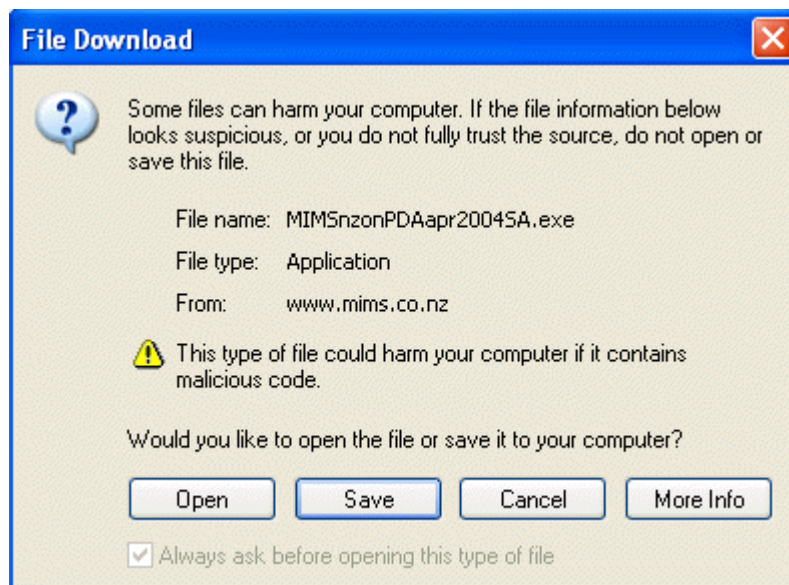 File Download
Some files can harm your computer. If the file information below
looks suspicious, or you do not fully trust the source, do not open or
save this file.
File name: MIMSnzonPDAapr2004SA.exe
File type: Application
From: www.mims.co.nz
This type of file could harm your computer if it contains
malicious code.
Would you like to open the file or save it to your computer?
Open Save Cancel More Info
Always ask before opening this type of file